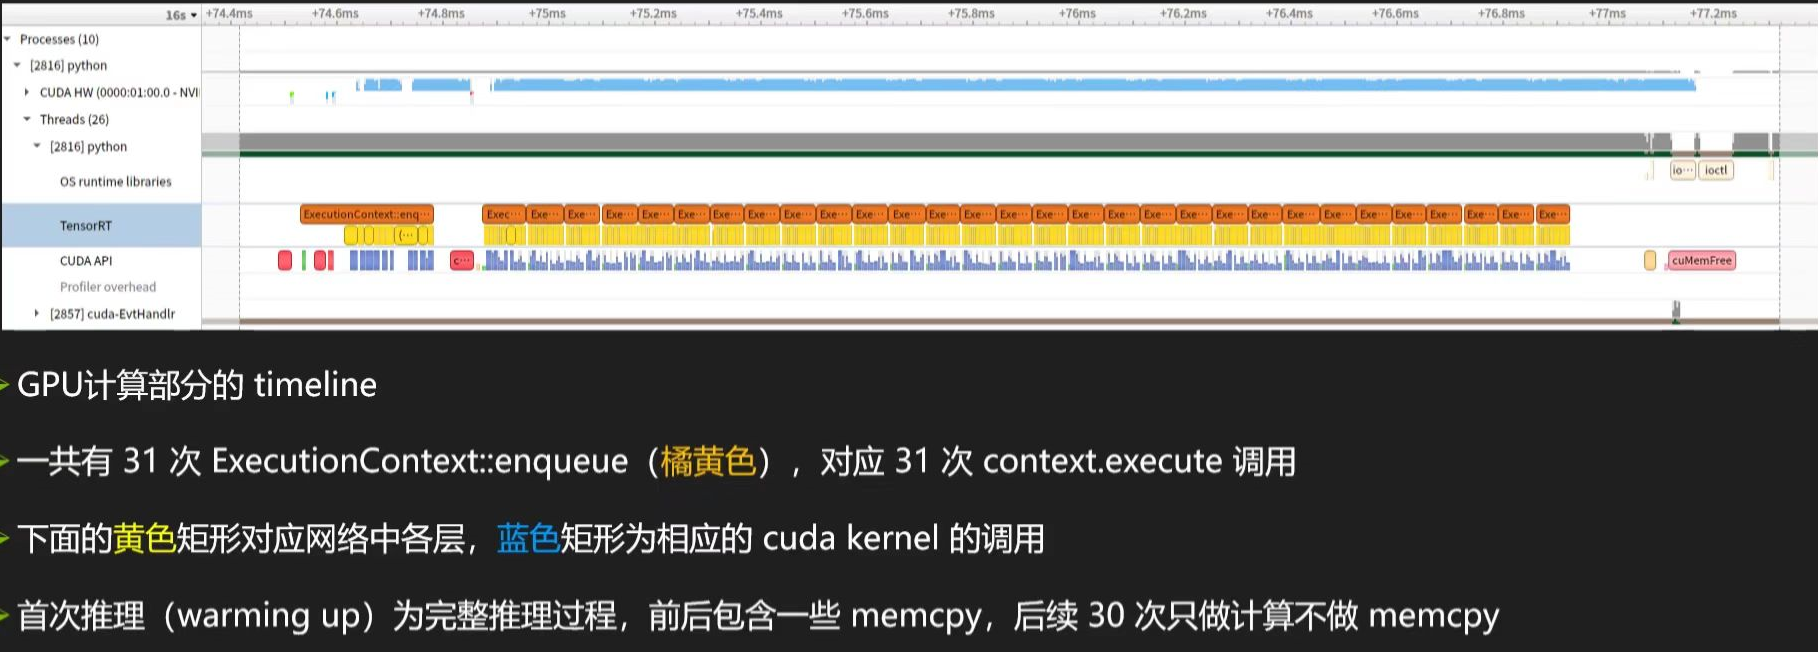 16s +74.4ms +74.6ms +74.8ms +75ms +75.2ms +75.4ms +75.6ms +75.8ms +76ms +76.2ms +76.4ms +76.6ms +76.8ms +77ms +77.2ms
Processes (10)
[2816] python
CUDA HW (0000:01:00.0 - NVI
Threads (26)
[2816] python
OS runtime libraries io··· ioctl
TensorRT ExecutionContext::enq··· Exec··· Exe··· Exe··· Exe··· Exe··· Exe··· Exe··· Exe··· Exe··· Exe··· Exe··· Exe··· Exe··· Exe··· Exe··· Exe··· Exe··· Exe··· Exe··· Exe··· Exe··· Exe··· Exe··· Exe··· Exe··· Exe··· Exe··· Exe··· Exe··· Exe···
(···
CUDA API c··· cuMemFree
Profiler overhead
[2857] cuda-EvtHandlr
GPU计算部分的 timeline
一共有 31 次 ExecutionContext::enqueue（橘黄色），对应 31 次 context.execute 调用
下面的黄色矩形对应网络中各层，蓝色矩形为相应的 cuda kernel 的调用
首次推理（warming up）为完整推理过程，前后包含一些 memcpy，后续 30 次只做计算不做 memcpy